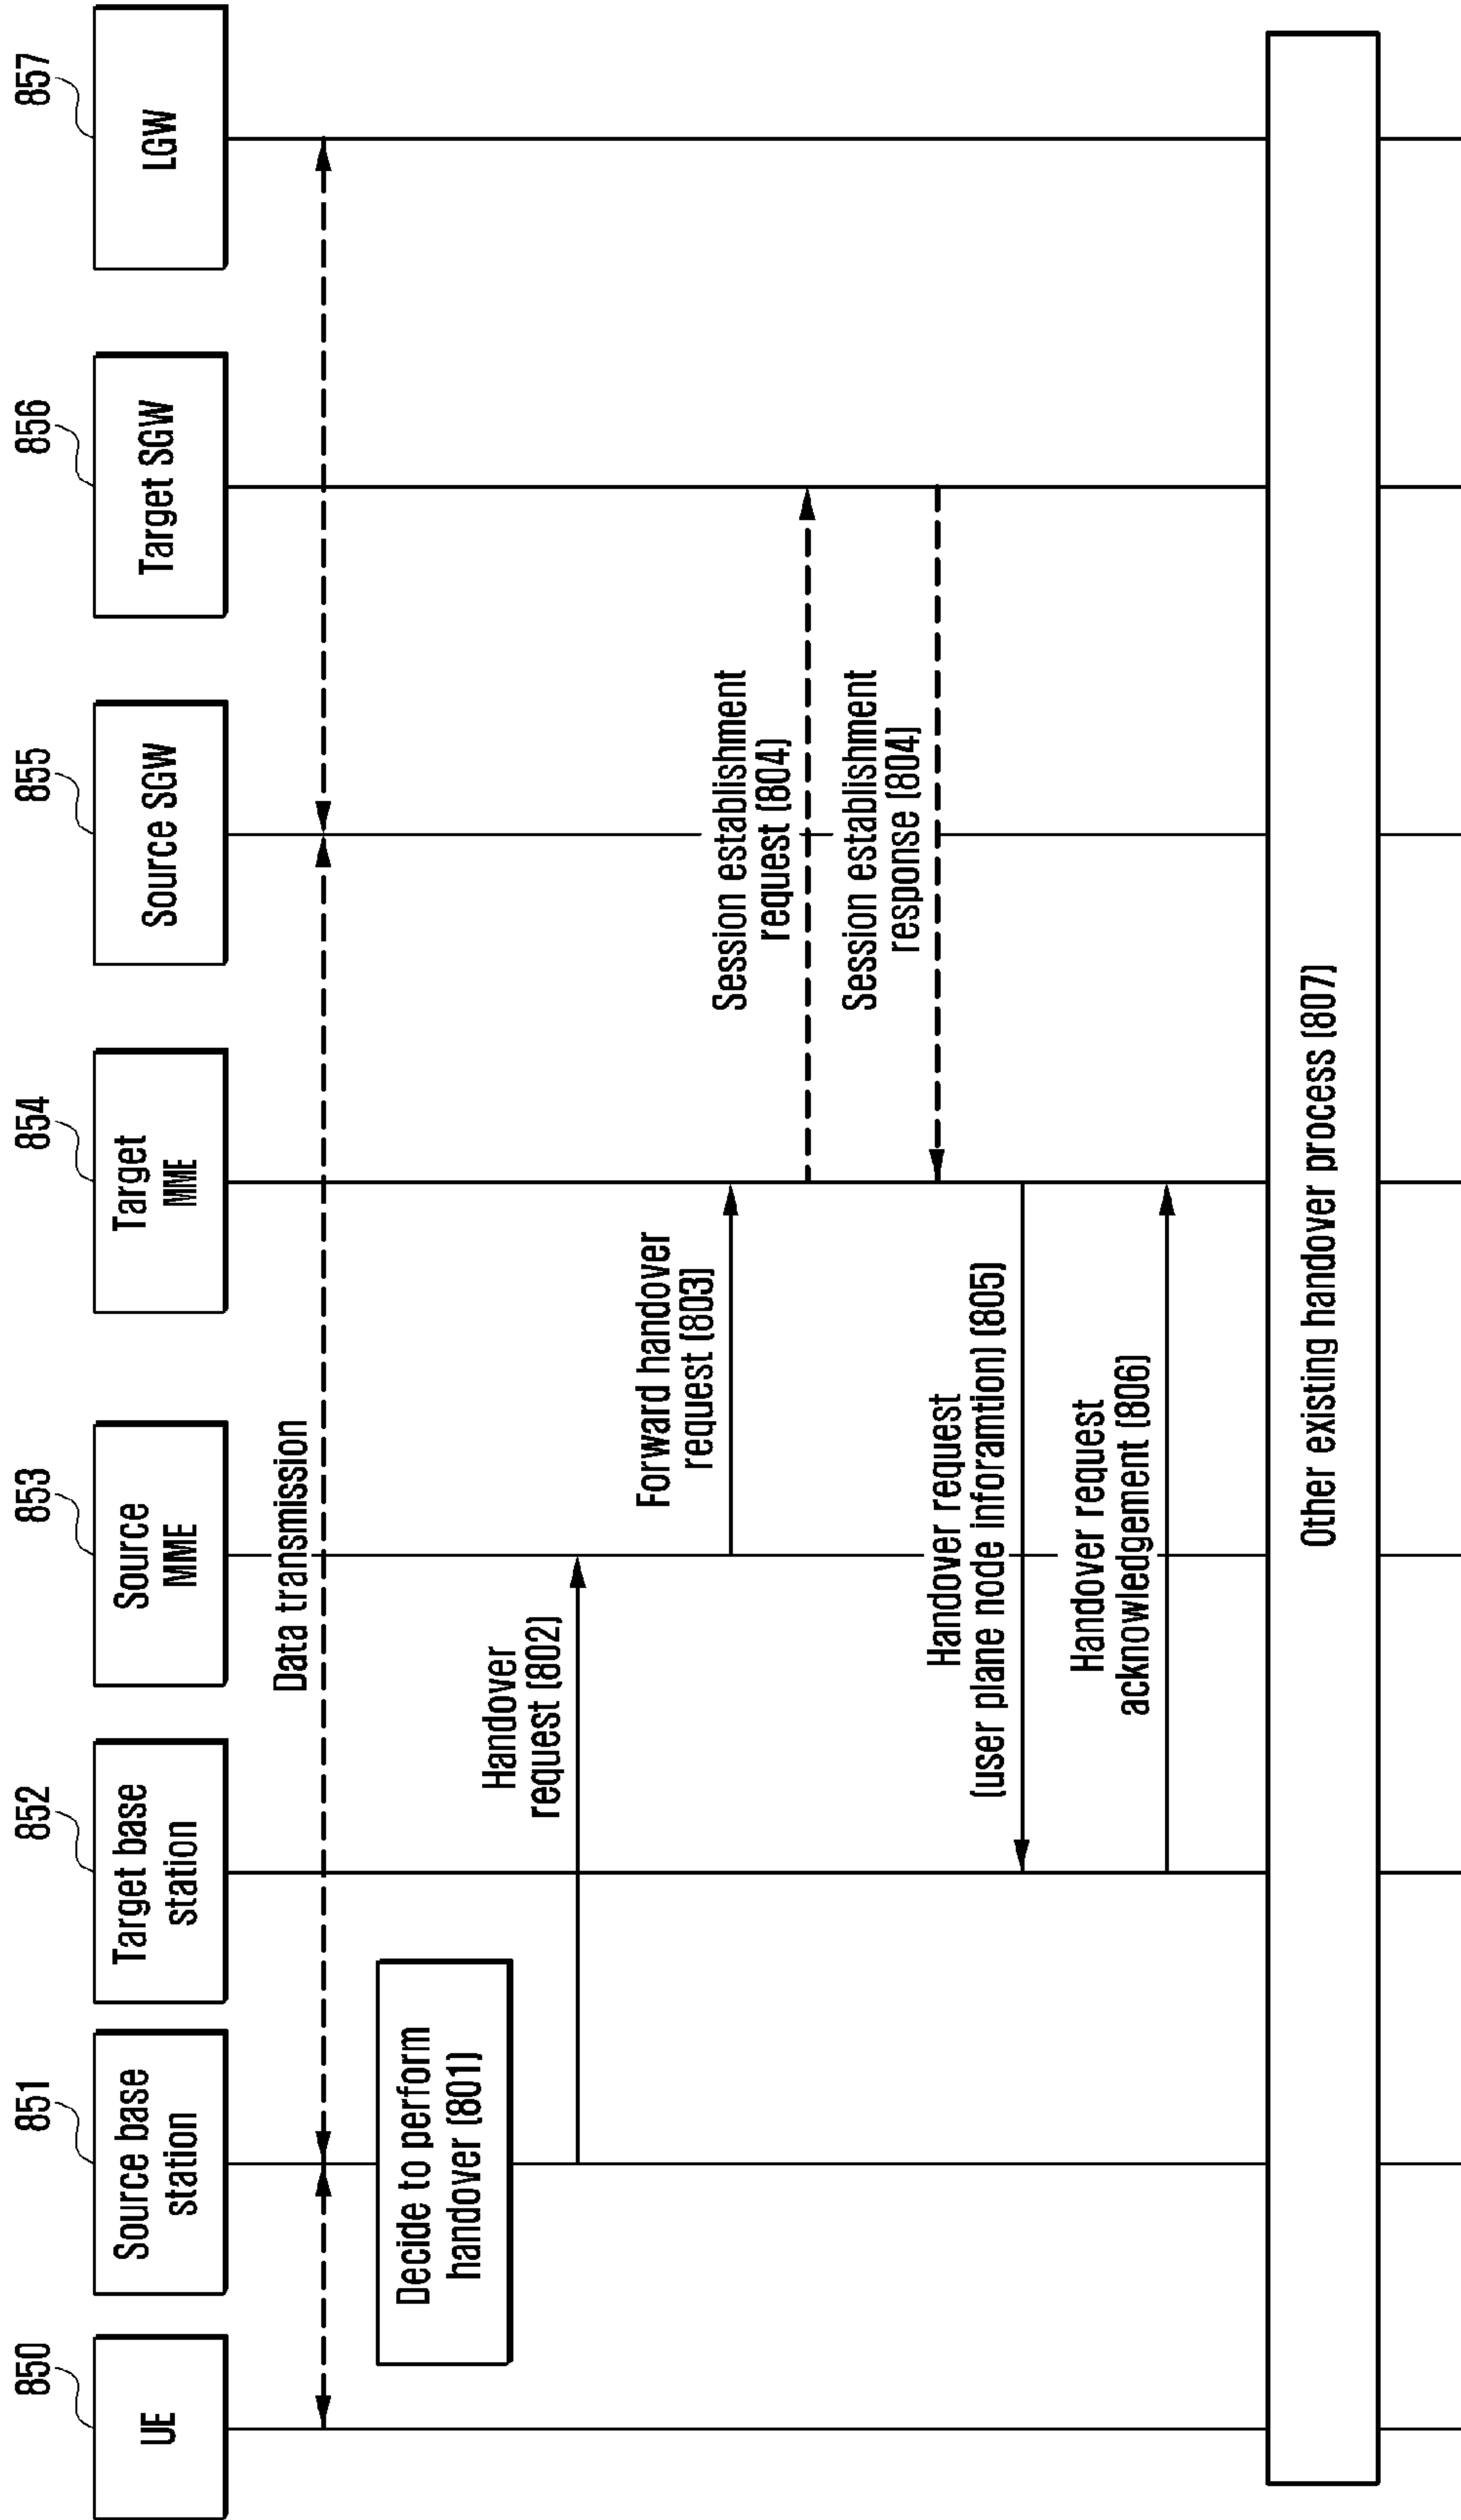 850
851
852
853
854
855
856
857
UE
Source base
station
Target base
station
Source
MME
Target
MME
Source SGW
Target SGW
LGW
Data transmission
Decide to perform
handover (801)
Handover
request (802)
Forward handover
request (803)
Session establishment
request (804)
Session establishment
response (804)
Handover request
(user plane node inforamtion) (805)
Handover request
acknowledgement (806)
Other existing handover process (807)